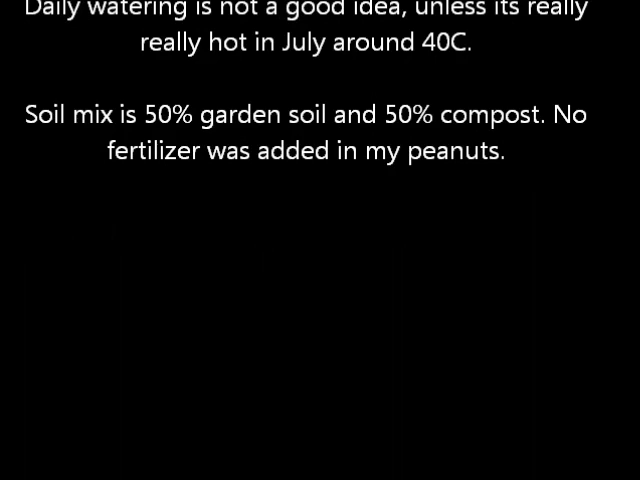 Daily watering is not a good idea, unless its really
really hot in July around 40C.
Soil mix is 50% garden soil and 50% compost. No
fertilizer was added in my peanuts.